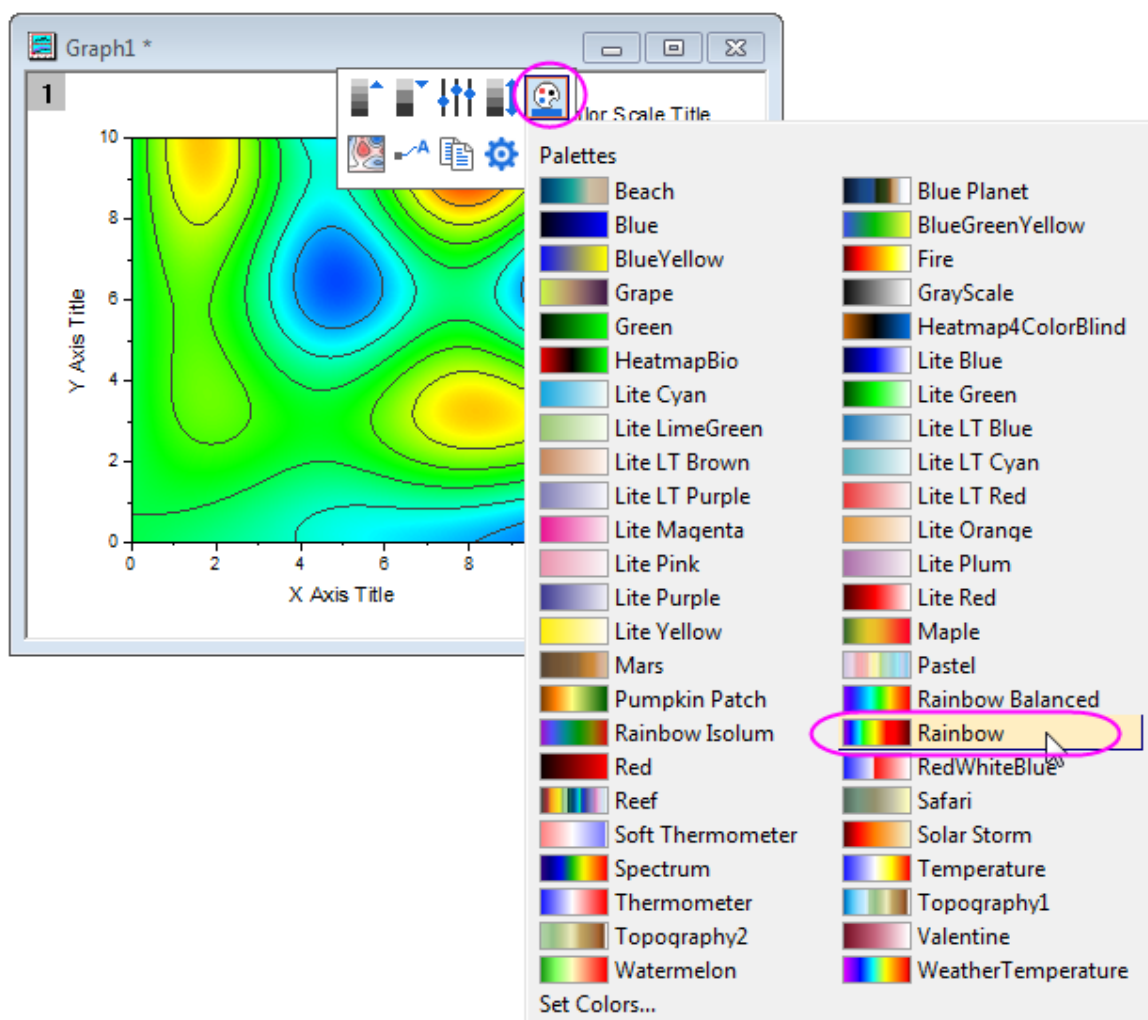 Graph1 *
1
lor Scale Title
10
8
6
4
2
0
Y Axis Title
0 2 4 6 8
X Axis Title
A
Palettes
Beach Blue Planet
Blue BlueGreenYellow
BlueYellow Fire
Grape GrayScale
Green Heatmap4ColorBlind
HeatmapBio Lite Blue
Lite Cyan Lite Green
Lite LimeGreen Lite LT Blue
Lite LT Brown Lite LT Cyan
Lite LT Purple Lite LT Red
Lite Magenta Lite Orange
Lite Pink Lite Plum
Lite Purple Lite Red
Lite Yellow Maple
Mars Pastel
Pumpkin Patch Rainbow Balanced
Rainbow Isolum Rainbow
Red RedWhiteBlue
Reef Safari
Soft Thermometer Solar Storm
Spectrum Temperature
Thermometer Topography1
Topography2 Valentine
Watermelon WeatherTemperature
Set Colors...